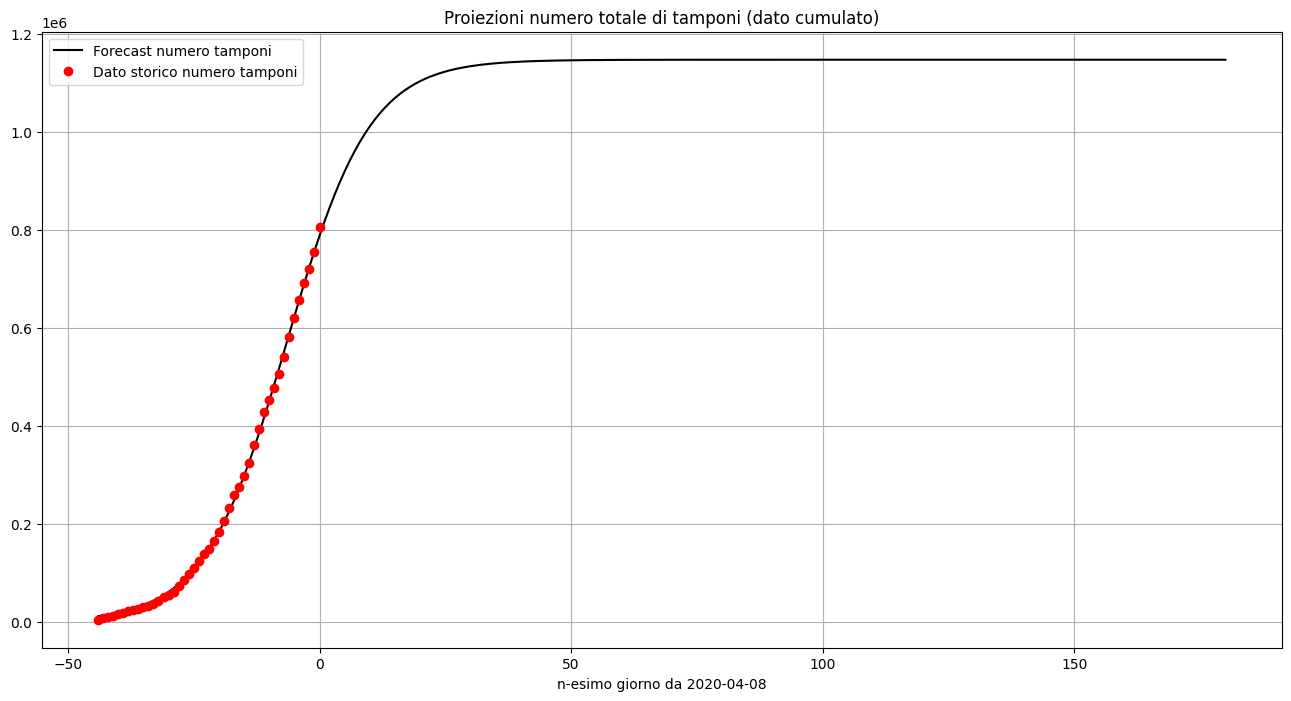 Proiezioni numero totale di tamponi (dato cumulato)
1e6
Forecast numero tamponi
Dato storico numero tamponi
1.2
1.0
0.8
0.6
0.4
0.2
0.0
−50 0 50 100 150
n-esimo giorno da 2020-04-08